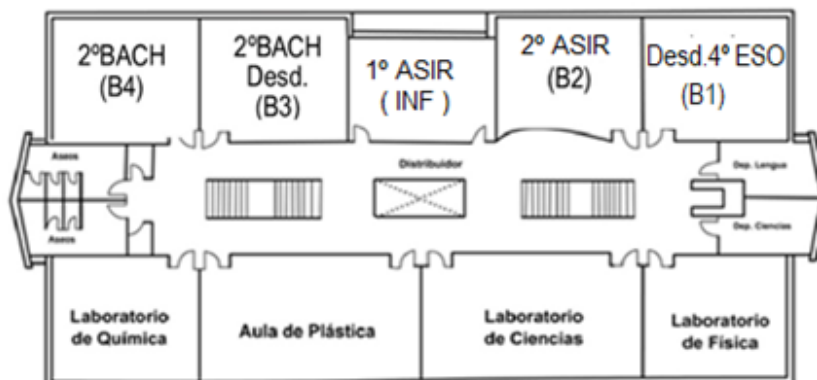 2ºBACH
(B4)
2ºBACH
Desd.
(B3)
1º ASIR
( INF )
2º ASIR
(B2)
Desd.4º ESO
(B1)
Aseos
Distribuidor
Dep. Lengua
Aseos
Dep. Ciencias
Laboratorio
de Química
Aula de Plástica
Laboratorio
de Ciencias
Laboratorio
de Física